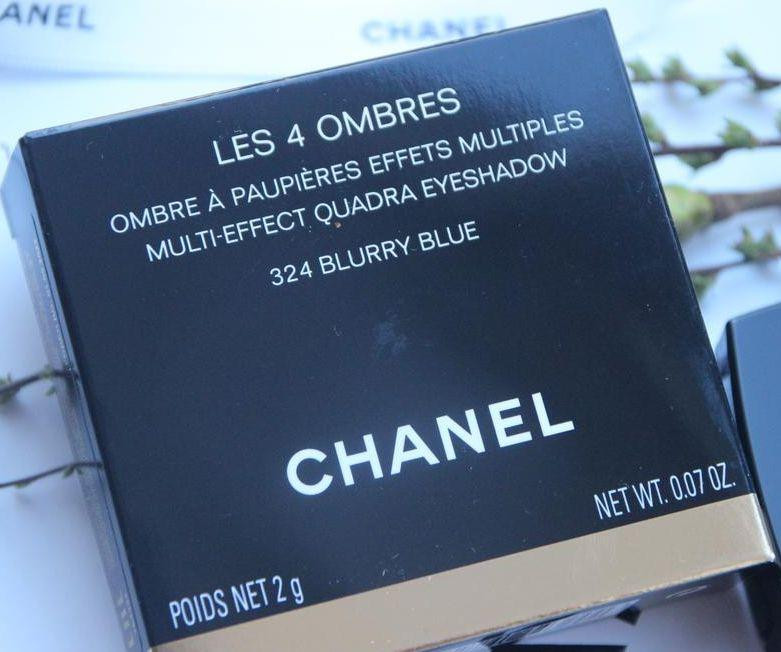 ANEL
CHANEL
LES 4 OMBRES
OMBRE À PAUPIÈRES EFFETS MULTIPLES
MULTI-EFFECT QUADRA EYESHADOW
324 BLURRY BLUE
CHANEL
NET WT. 0.07 OZ.
POIDS NET 2 g